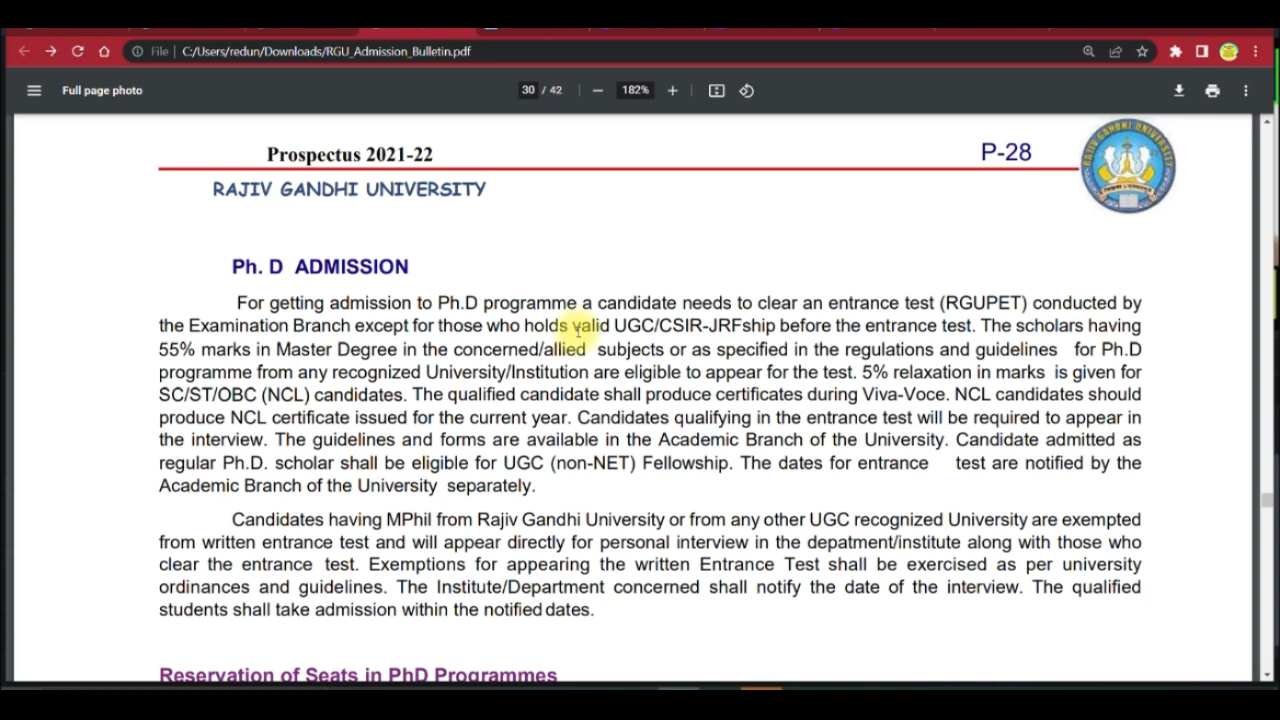 File | C:/Users/redun/Downloads/RGU_Admission_Bulletin.pdf
Full page photo
30 / 42
182%
Prospectus 2021-22
P-28
RAJIV GANDHI UNIVERSITY
RAJIV GANDHI UNIVERSITY
Ph. D ADMISSION
For getting admission to Ph.D programme a candidate needs to clear an entrance test (RGUPET) conducted by
the Examination Branch except for those who holds valid UGC/CSIR-JRFship before the entrance test. The scholars having
55% marks in Master Degree in the concerned/allied subjects or as specified in the regulations and guidelines for Ph.D
programme from any recognized University/Institution are eligible to appear for the test. 5% relaxation in marks is given for
SC/ST/OBC (NCL) candidates. The qualified candidate shall produce certificates during Viva-Voce. NCL candidates should
produce NCL certificate issued for the current year. Candidates qualifying in the entrance test will be required to appear in
the interview. The guidelines and forms are available in the Academic Branch of the University. Candidate admitted as
regular Ph.D. scholar shall be eligible for UGC (non-NET) Fellowship. The dates for entrance test are notified by the
Academic Branch of the University separately.
Candidates having MPhil from Rajiv Gandhi University or from any other UGC recognized University are exempted
from written entrance test and will appear directly for personal interview in the depatment/institute along with those who
clear the entrance test. Exemptions for appearing the written Entrance Test shall be exercised as per university
ordinances and guidelines. The Institute/Department concerned shall notify the date of the interview. The qualified
students shall take admission within the notified dates.
Reservation of Seats in PhD Programmes